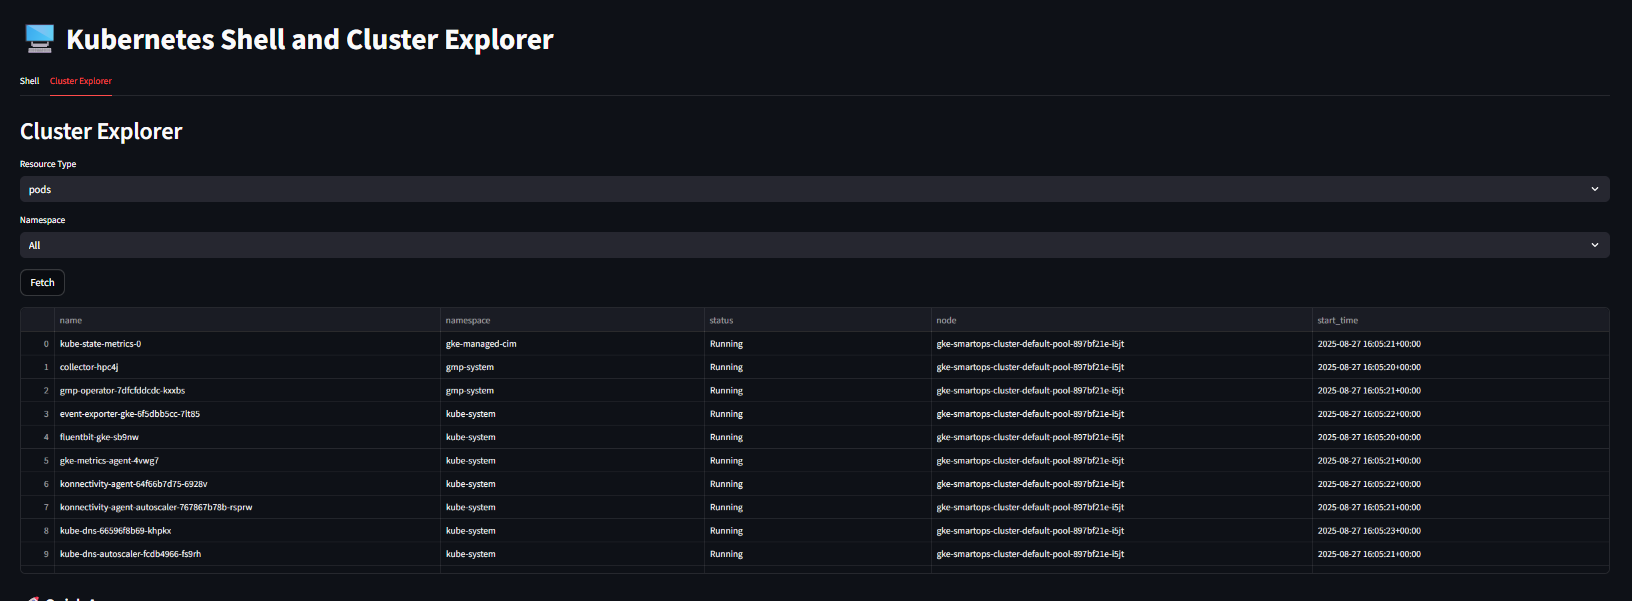 Kubernetes Shell and Cluster Explorer
Shell Cluster Explorer
Cluster Explorer
Resource Type
pods
Namespace
All
Fetch
name namespace status node start_time
0 kube-state-metrics-0 gke-managed-cim Running gke-smartops-cluster-default-pool-897bf21e-i5jt 2025-08-27 16:05:21+00:00
1 collector-hpc4j gmp-system Running gke-smartops-cluster-default-pool-897bf21e-i5jt 2025-08-27 16:05:20+00:00
2 gmp-operator-7dfcfddcdc-kxxbs gmp-system Running gke-smartops-cluster-default-pool-897bf21e-i5jt 2025-08-27 16:05:21+00:00
3 event-exporter-gke-6f5dbb5cc-7lt85 kube-system Running gke-smartops-cluster-default-pool-897bf21e-i5jt 2025-08-27 16:05:22+00:00
4 fluentbit-gke-sb9nw kube-system Running gke-smartops-cluster-default-pool-897bf21e-i5jt 2025-08-27 16:05:20+00:00
5 gke-metrics-agent-4vwg7 kube-system Running gke-smartops-cluster-default-pool-897bf21e-i5jt 2025-08-27 16:05:21+00:00
6 konnectivity-agent-64f66b7d75-6928v kube-system Running gke-smartops-cluster-default-pool-897bf21e-i5jt 2025-08-27 16:05:22+00:00
7 konnectivity-agent-autoscaler-767867b78b-rsprw kube-system Running gke-smartops-cluster-default-pool-897bf21e-i5jt 2025-08-27 16:05:21+00:00
8 kube-dns-66596f8b69-khpkx kube-system Running gke-smartops-cluster-default-pool-897bf21e-i5jt 2025-08-27 16:05:23+00:00
9 kube-dns-autoscaler-fcdb4966-fs9rh kube-system Running gke-smartops-cluster-default-pool-897bf21e-i5jt 2025-08-27 16:05:21+00:00